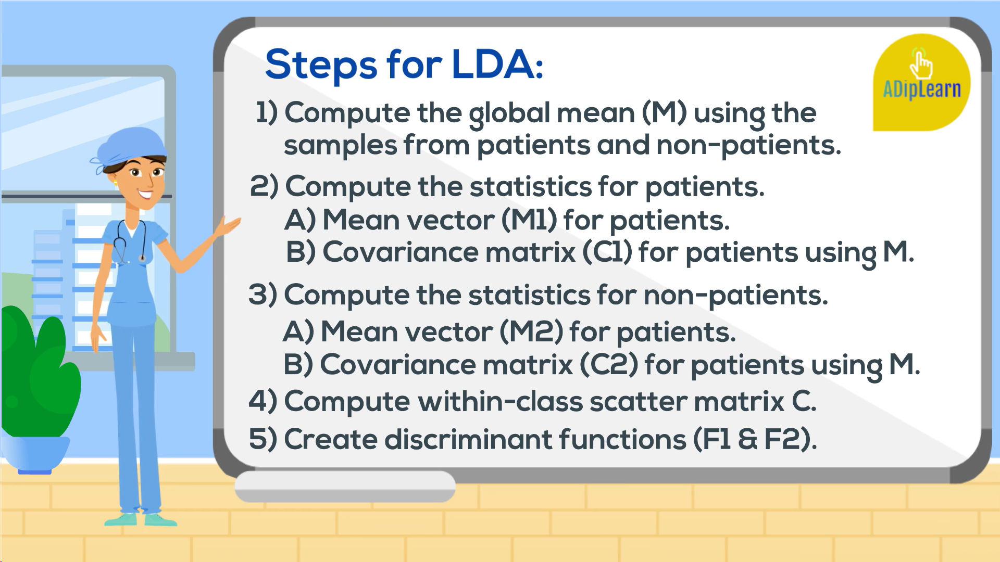 Steps for LDA:
ADipLearn
1) Compute the global mean (M) using the
samples from patients and non-patients.
2) Compute the statistics for patients.
A) Mean vector (M1) for patients.
B) Covariance matrix (C1) for patients using M.
3) Compute the statistics for non-patients.
A) Mean vector (M2) for patients.
B) Covariance matrix (C2) for patients using M.
4) Compute within-class scatter matrix C.
5) Create discriminant functions (F1 & F2).